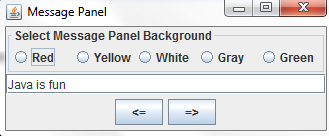 Message Panel
Select Message Panel Background
Red Yellow White Gray Green
Java is fun
<= =>